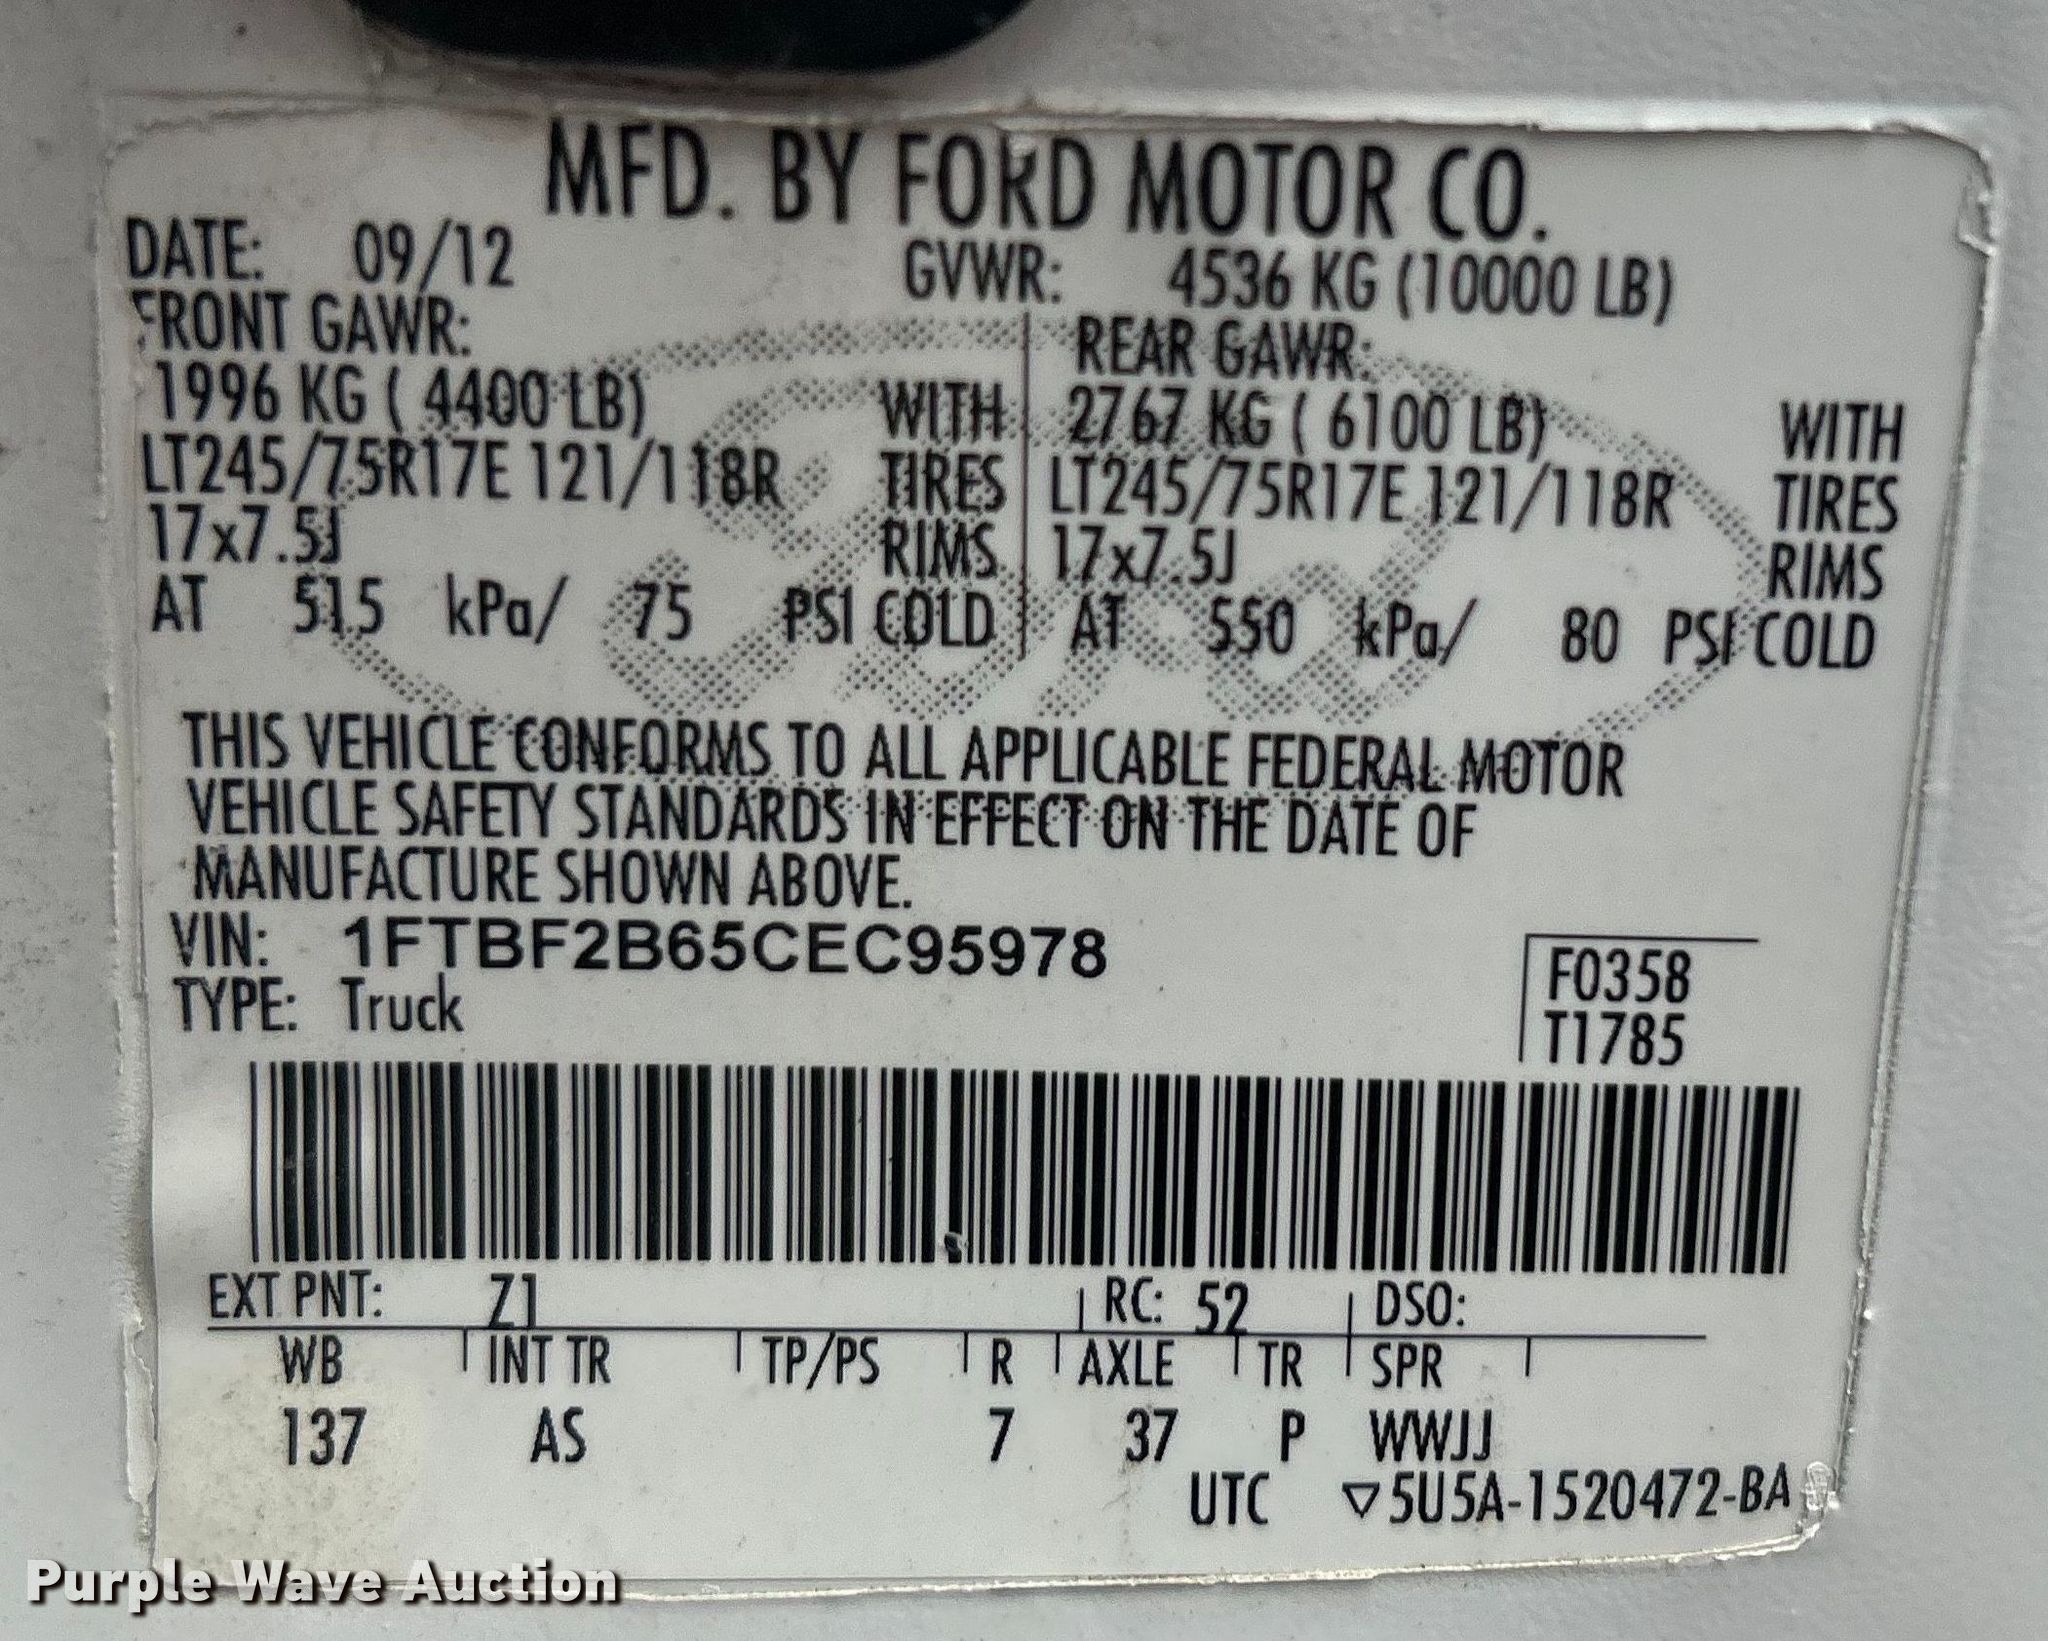 MFD. BY FORD MOTOR CO.
DATE: 09/12 GVWR: 4536 KG (10000 LB)
FRONT GAWR: REAR GAWR:
1996 KG ( 4400 LB) WITH 2767 KG ( 6100 LB) WITH
LT245/75R17E 121/118R TIRES LT245/75R17E 121/118R TIRES
17x7.5J RIMS 17x7.5J RIMS
AT 515 kPa/ 75 PSI COLD AT 550 kPa/ 80 PSI COLD
THIS VEHICLE CONFORMS TO ALL APPLICABLE FEDERAL MOTOR
VEHICLE SAFETY STANDARDS IN EFFECT ON THE DATE OF
MANUFACTURE SHOWN ABOVE.
VIN: 1FTBF2B65CEC95978 F0358
TYPE: Truck T1785
EXT PNT: Z1 RC: 52 DSO:
WB INT TR TP/PS R AXLE TR SPR
137 AS 7 37 P WWJJ
UTC ▽5U5A-1520472-BA
Purple Wave Auction